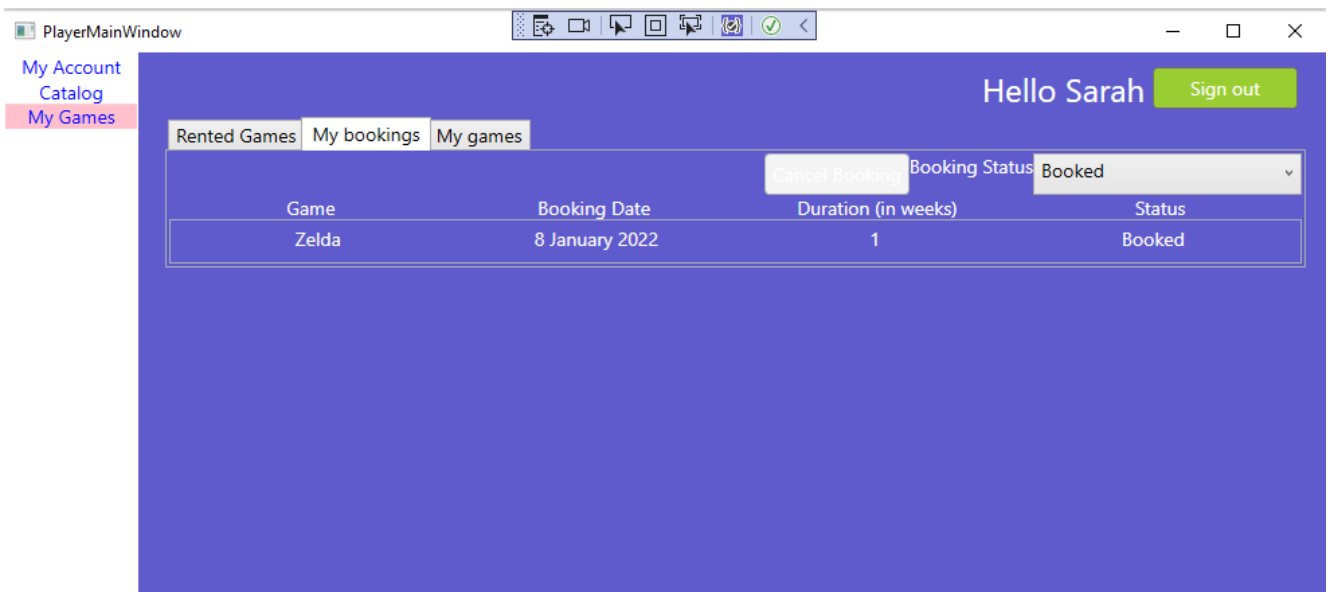 PlayerMainWindow
My Account
Catalog
My Games
Hello Sarah
Sign out
Rented Games My bookings My games
Cancel Booking Booking Status Booked
Game Booking Date Duration (in weeks) Status
Zelda 8 January 2022 1 Booked